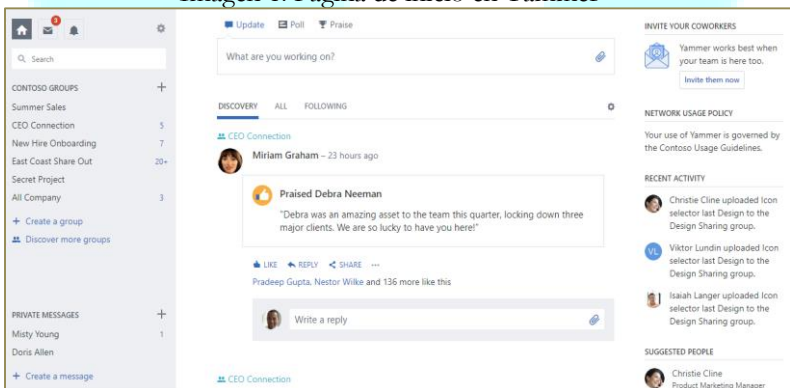 Imagen 1. Página de inicio en Yammer
3
Search
CONTOSO GROUPS
Summer Sales
CEO Connection 5
New Hire Onboarding 7
East Coast Share Out 20+
Secret Project
All Company 3
+ Create a group
Discover more groups
PRIVATE MESSAGES
Misty Young 1
Doris Allen
+ Create a message
Update Poll Praise
What are you working on?
DISCOVERY ALL FOLLOWING
CEO Connection
Miriam Graham – 23 hours ago
Praised Debra Neeman
"Debra was an amazing asset to the team this quarter, locking down three
major clients. We are so lucky to have you here!"
LIKE REPLY SHARE ...
Pradeep Gupta, Nestor Wilke and 136 more like this
Write a reply
CEO Connection
INVITE YOUR COWORKERS
Yammer works best when
your team is here too.
Invite them now
NETWORK USAGE POLICY
Your use of Yammer is governed by
the Contoso Usage Guidelines.
RECENT ACTIVITY
Christie Cline uploaded Icon
selector last Design to the
Design Sharing group.
VL
Viktor Lundin uploaded Icon
selector last Design to the
Design Sharing group.
Isaiah Langer uploaded Icon
selector last Design to the
Design Sharing group.
SUGGESTED PEOPLE
Christie Cline
Product Marketing Manager